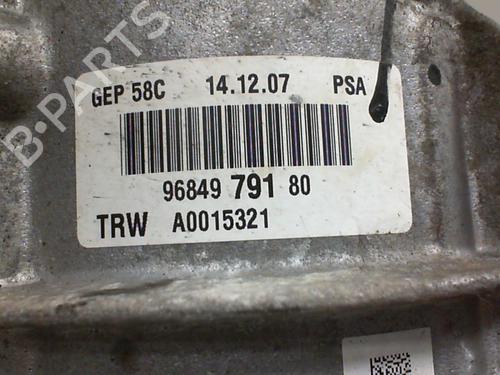 B-PARTS
GEP 58C 14.12.07 PSA
96849 791 80
TRW A0015321